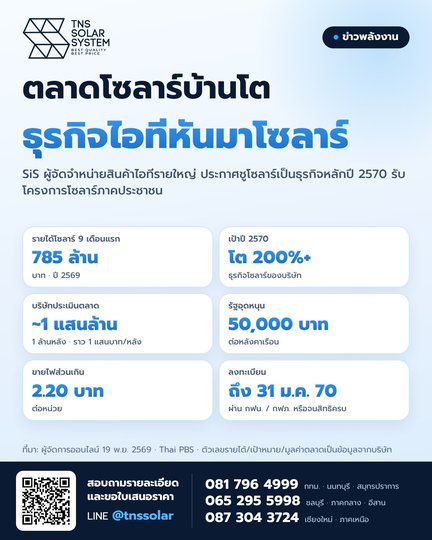 TNS
SOLAR
SYSTEM
BEST QUALITY
BEST PRICE
ข่าวพลังงาน
ตลาดโซลาร์บ้านโต
ธุรกิจไอทีหันมาโซลาร์
SiS ผู้จัดจำหน่ายสินค้าไอทีรายใหญ่ ประกาศชูโซลาร์เป็นธุรกิจหลักปี 2570 รับ
โครงการโซลาร์ภาคประชาชน
รายได้โซลาร์ 9 เดือนแรก
785 ล้าน
บาท · ปี 2569
เป้าปี 2570
โต 200%+
ธุรกิจโซลาร์ของบริษัท
บริษัทประเมินตลาด
~1 แสนล้าน
1 ล้านหลัง · ราว 1 แสนบาท/หลัง
รัฐอุดหนุน
50,000 บาท
ต่อหลังคาเรือน
ขายไฟส่วนเกิน
2.20 บาท
ต่อหน่วย
ลงทะเบียน
ถึง 31 ม.ค. 70
ผ่าน กฟน. / กฟภ. หรือจนสิทธิครบ
ที่มา: ผู้จัดการออนไลน์ 19 พ.ย. 2569 · Thai PBS · ตัวเลขรายได้/เป้าหมาย/มูลค่าตลาดเป็นข้อมูลจากบริษัท
สอบถามรายละเอียด
และขอใบเสนอราคา
LINE @tnssolar
081 796 4999 กทม. · นนทบุรี · สมุทรปราการ
065 295 5998 ชลบุรี · ภาคกลาง · อีสาน
087 304 3724 เชียงใหม่ · ภาคเหนือ